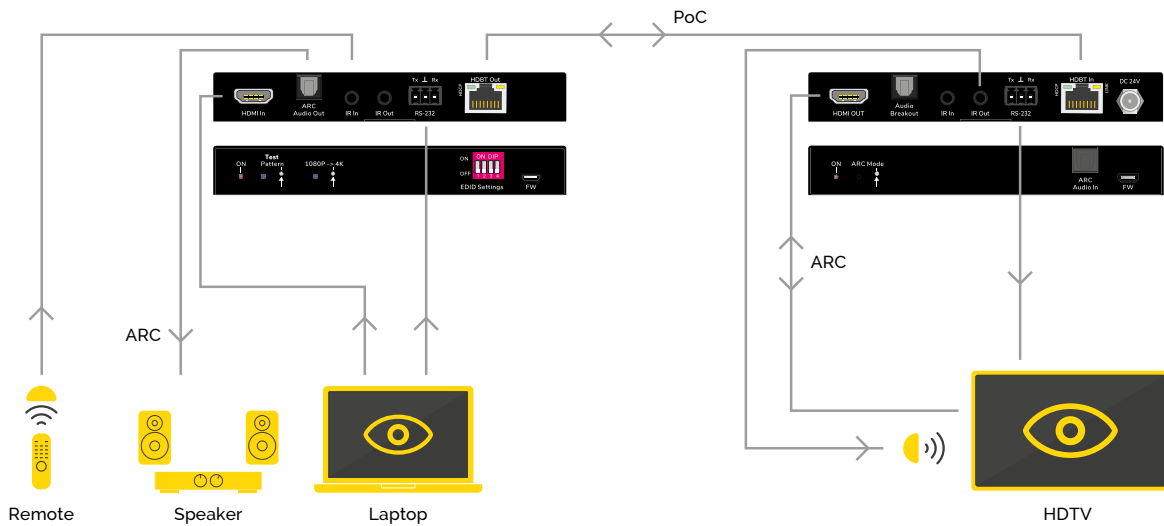 PoC
HDMI In
ARC
Audio Out
IR In
IR Out
Tx ⊥ Rx
RS-232
HDBT Out
HDCP
HDMI OUT
Audio
Breakout
IR In
IR Out
Tx ⊥ Rx
RS-232
HDBT In
HDCP
LINK
DC 24V
ON
Test
Pattern
1080P -> 4K
ON
OFF
ON DIP
1 2 3 4
EDID Settings
FW
ON
ARC Mode
ARC
Audio In
FW
ARC
ARC
Remote
Speaker
Laptop
HDTV